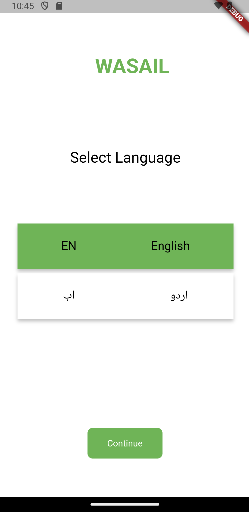 10:45
DEBUG
WASAIL
Select Language
EN English
اب اردو
Continue